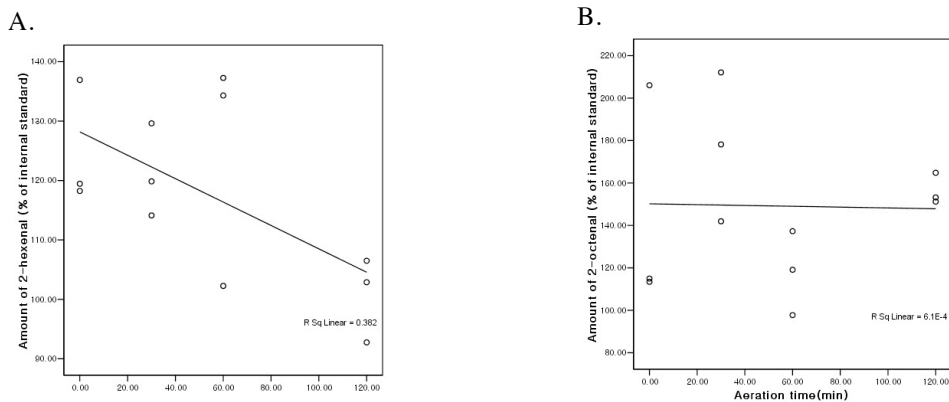 A.
Amount of 2-hexenal (% of internal standard)
140.00
130.00
120.00
110.00
100.00
90.00
R Sq Linear = 0.382
0.00 20.00 40.00 60.00 80.00 100.00 120.00
B.
Amount of 2-octenal (% of internal standard)
220.00
200.00
180.00
160.00
140.00
120.00
100.00
80.00
R Sq Linear = 6.1E-4
0.00 20.00 40.00 60.00 80.00 100.00 120.00
Aeration time(min)